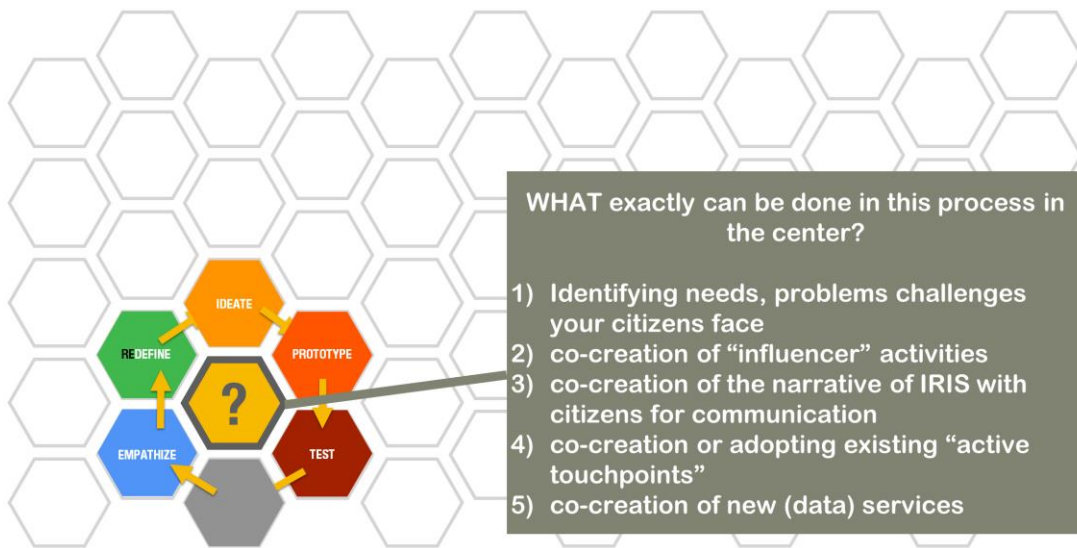 WHAT exactly can be done in this process in
the center?
1) Identifying needs, problems challenges
your citizens face
2) co-creation of “influencer” activities
3) co-creation of the narrative of IRIS with
citizens for communication
4) co-creation or adopting existing “active
touchpoints”
5) co-creation of new (data) services
IDEATE
REDEFINE
PROTOTYPE
?
EMPATHIZE
TEST